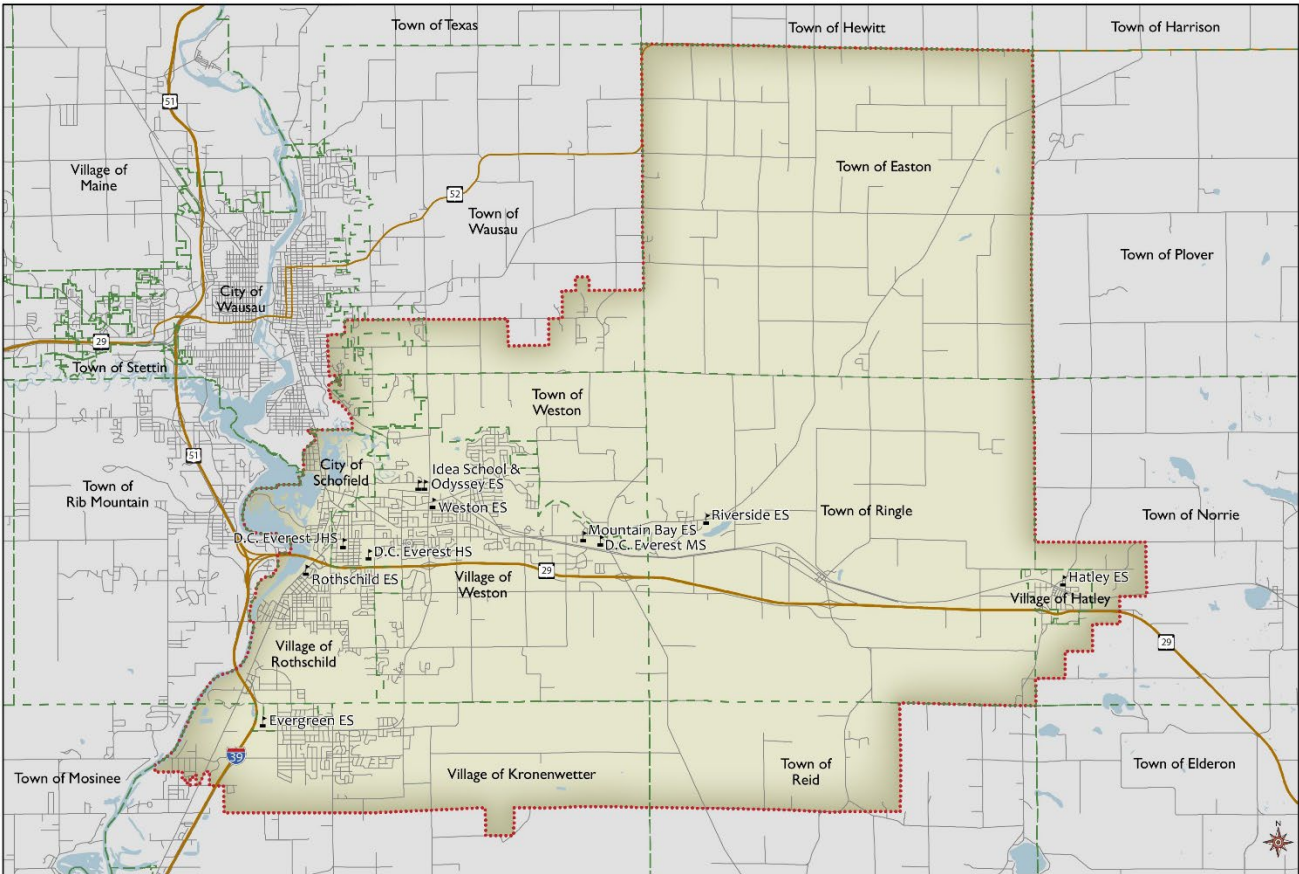 Town of Texas
Town of Hewitt
Town of Harrison
51
Village of
Maine
Town of Easton
52
Town of
Wausau
Town of Plover
City of
Wausau
29
Town of Stettin
Town of
Weston
51
City of
Schofield
Idea School &
Odyssey ES
Town of
Rib Mountain
Weston ES
Riverside ES
Town of Ringle
Town of Norrie
Mountain Bay ES
D.C. Everest JHS
D.C. Everest MS
D.C. Everest HS
Rothschild ES
29
Village of
Weston
Hatley ES
Village of Hatley
Village of
Rothschild
29
Evergreen ES
39
Town of Mosinee
Village of Kronenwetter
Town of
Reid
Town of Elderon
N